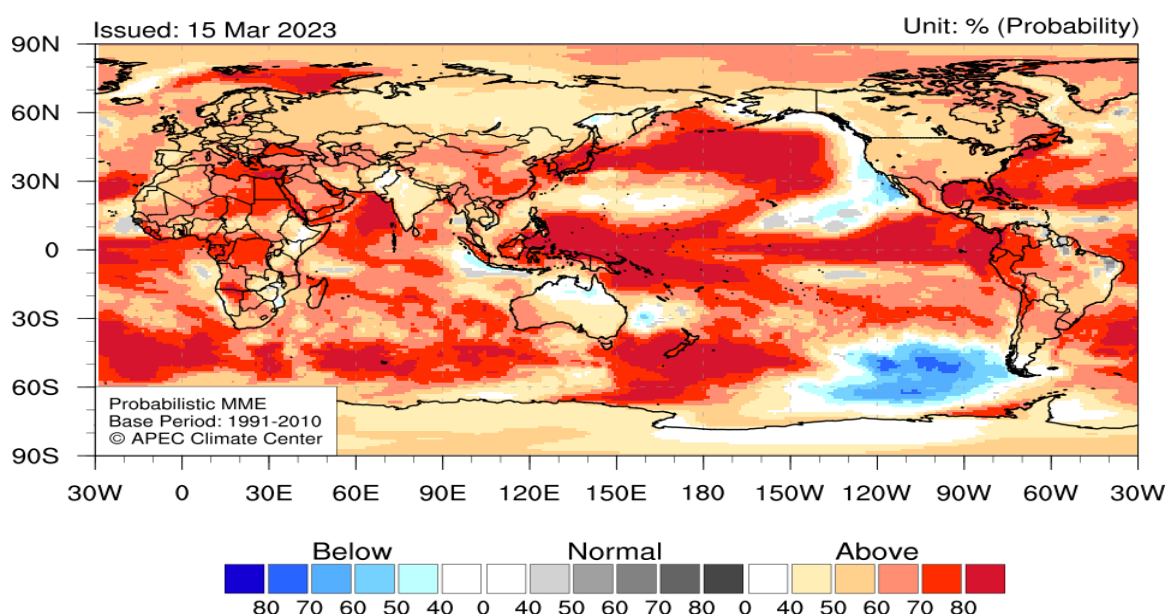 Issued: 15 Mar 2023
Unit: % (Probability)
90N
60N
30N
0
30S
60S
90S
Probabilistic MME
Base Period: 1991-2010
© APEC Climate Center
30W 0 30E 60E 90E 120E 150E 180 150W 120W 90W 60W 30W
Below Normal Above
80 70 60 50 40 0 40 50 60 70 80 0 40 50 60 70 80